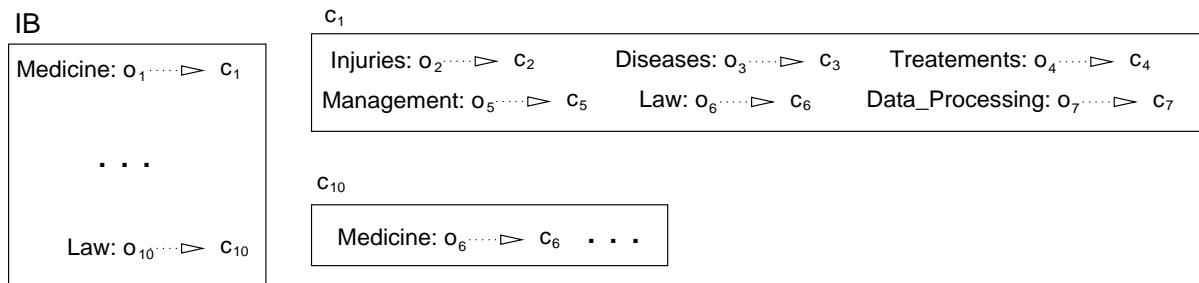 IB
Medicine: o1 c1
. . .
Law: o10 c10
c1
Injuries: o2 c2 Diseases: o3 c3 Treatements: o4 c4
Management: o5 c5 Law: o6 c6 Data_Processing: o7 c7
c10
Medicine: o6 c6 . . .